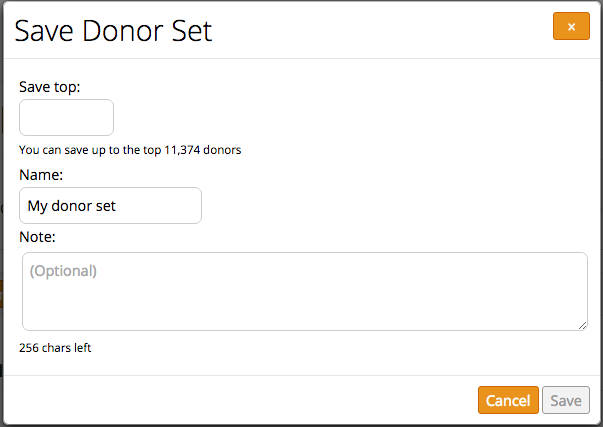 Save Donor Set
x
Save top:
You can save up to the top 11,374 donors
Name:
My donor set
Note:
(Optional)
256 chars left
Cancel Save